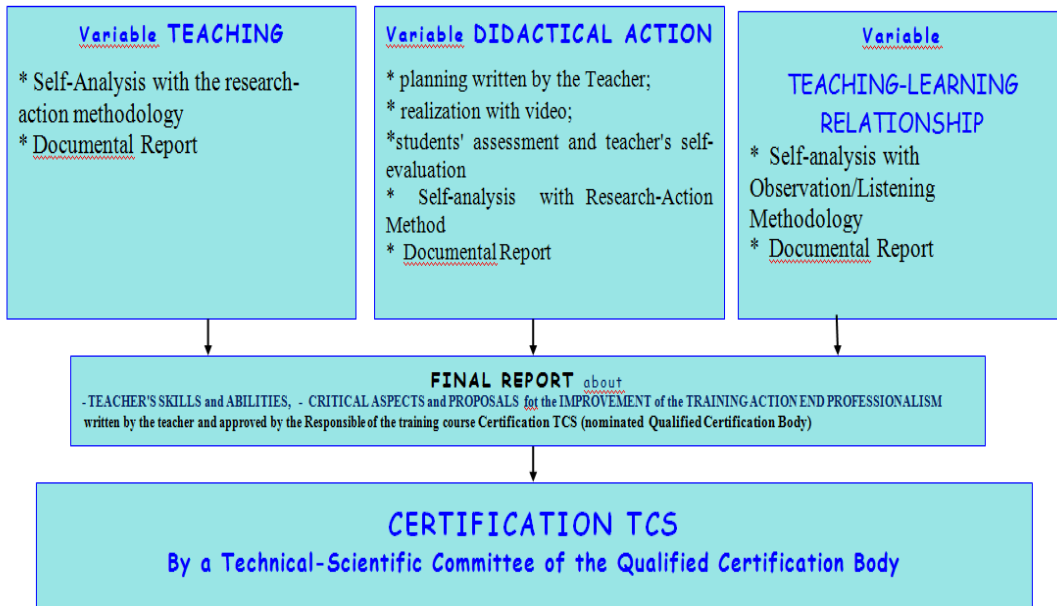 Variable TEACHING
* Self-Analysis with the research-
action methodology
* Documental Report
Variable DIDACTICAL ACTION
* planning written by the Teacher;
* realization with video;
*students' assessment and teacher's self-
evaluation
* Self-analysis with Research-Action
Method
* Documental Report
Variable
TEACHING-LEARNING
RELATIONSHIP
* Self-analysis with
Observation/Listening
Methodology
* Documental Report
FINAL REPORT about
- TEACHER'S SKILLS and ABILITIES, - CRITICAL ASPECTS and PROPOSALS fot the IMPROVEMENT of the TRAINING ACTION END PROFESSIONALISM
written by the teacher and approved by the Responsible of the training course Certification TCS (nominated Qualified Certification Body)
CERTIFICATION TCS
By a Technical-Scientific Committee of the Qualified Certification Body